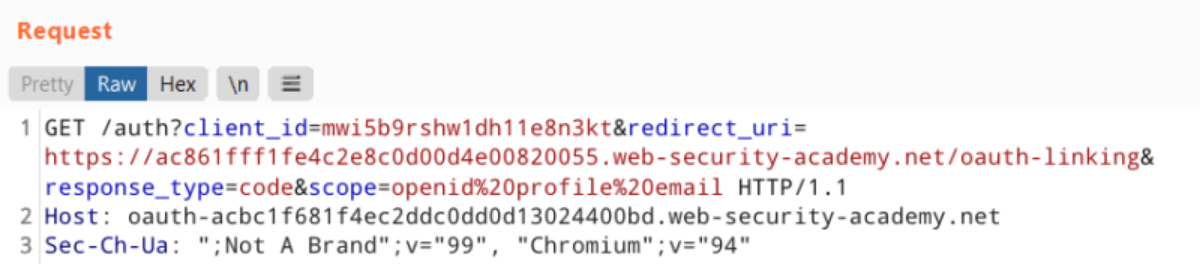 Request
Pretty Raw Hex \n
1 GET /auth?client_id=mwi5b9rshw1dh11e8n3kt&redirect_uri=
https://ac861fff1fe4c2e8c0d00d4e00820055.web-security-academy.net/oauth-linking&
response_type=code&scope=openid%20profile%20email HTTP/1.1
2 Host: oauth-acbc1f681f4ec2ddc0dd0d13024400bd.web-security-academy.net
3 Sec-Ch-Ua: ";Not A Brand";v="99", "Chromium";v="94"